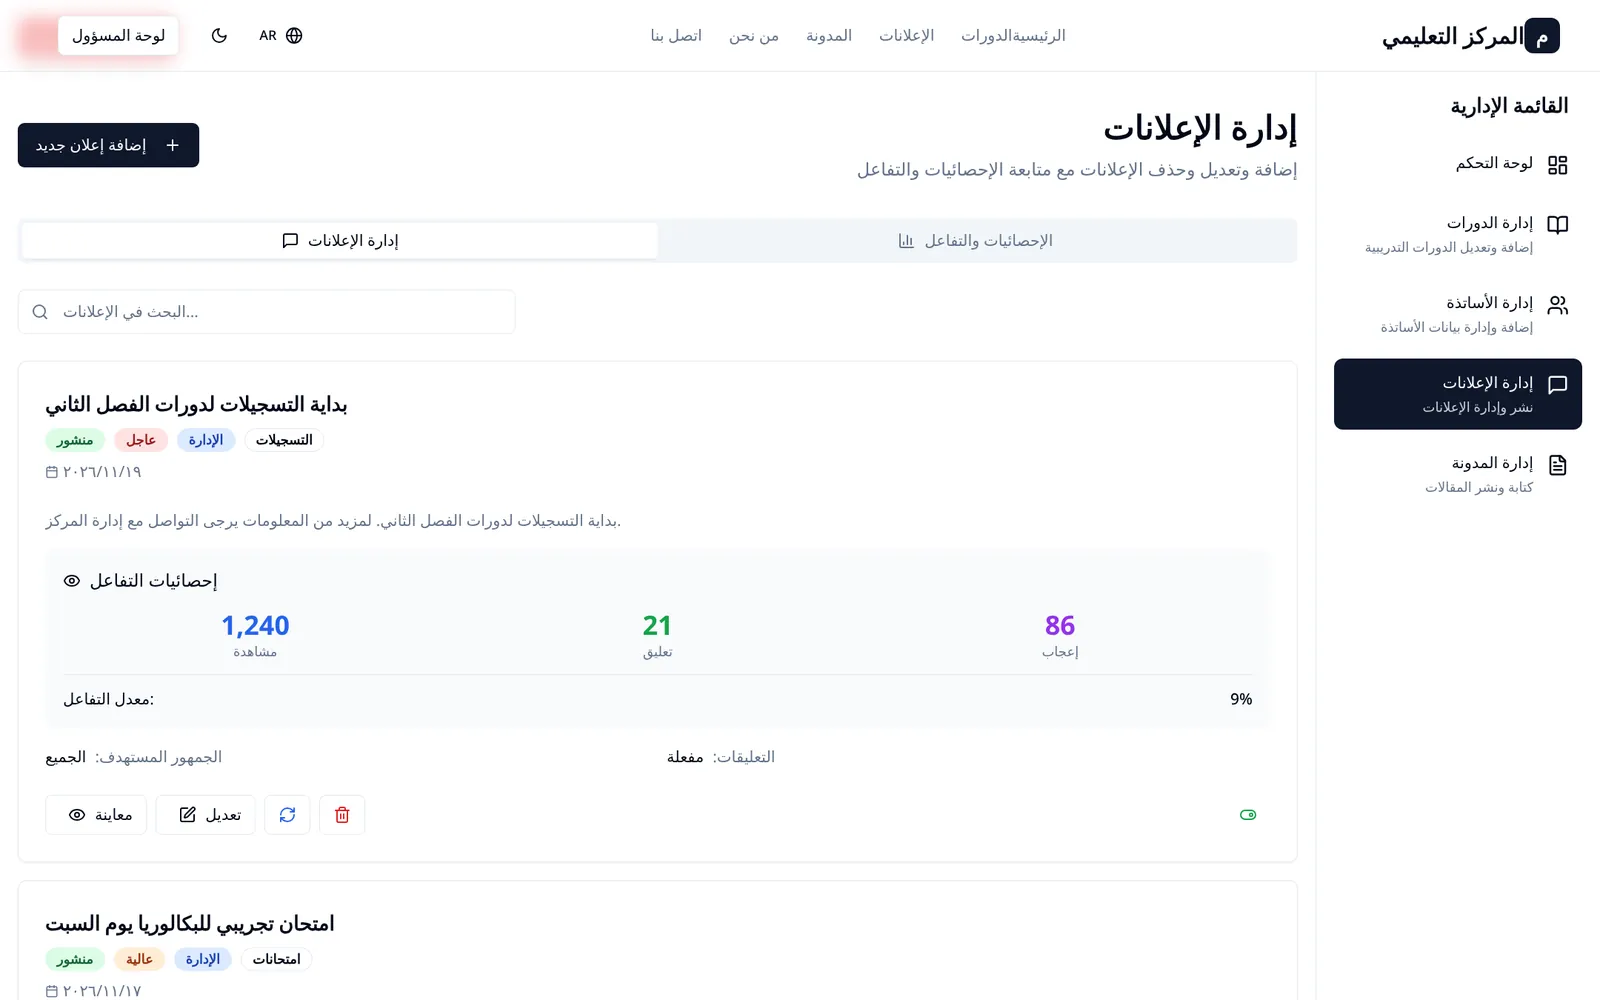 م
المركز التعليمي
الرئيسية
الدورات
الإعلانات
المدونة
من نحن
اتصل بنا
AR
لوحة المسؤول
القائمة الإدارية
لوحة التحكم
إدارة الدورات
إضافة وتعديل الدورات التدريبية
إدارة الأساتذة
إضافة وإدارة بيانات الأساتذة
إدارة الإعلانات
نشر وإدارة الإعلانات
إدارة المدونة
كتابة ونشر المقالات
إدارة الإعلانات
إضافة وتعديل وحذف الإعلانات مع متابعة الإحصائيات والتفاعل
إضافة إعلان جديد
الإحصائيات والتفاعل
إدارة الإعلانات
البحث في الإعلانات...
بداية التسجيلات لدورات الفصل الثاني
التسجيلات
الإدارة
عاجل
منشور
٢٠٢٦/١١/١٩
بداية التسجيلات لدورات الفصل الثاني. لمزيد من المعلومات يرجى التواصل مع إدارة المركز.
إحصائيات التفاعل
86
إعجاب
21
تعليق
1,240
مشاهدة
معدل التفاعل:
9%
التعليقات: مفعلة
الجمهور المستهدف: الجميع
تعديل
معاينة
امتحان تجريبي للبكالوريا يوم السبت
امتحانات
الإدارة
عالية
منشور
٢٠٢٦/١١/١٧